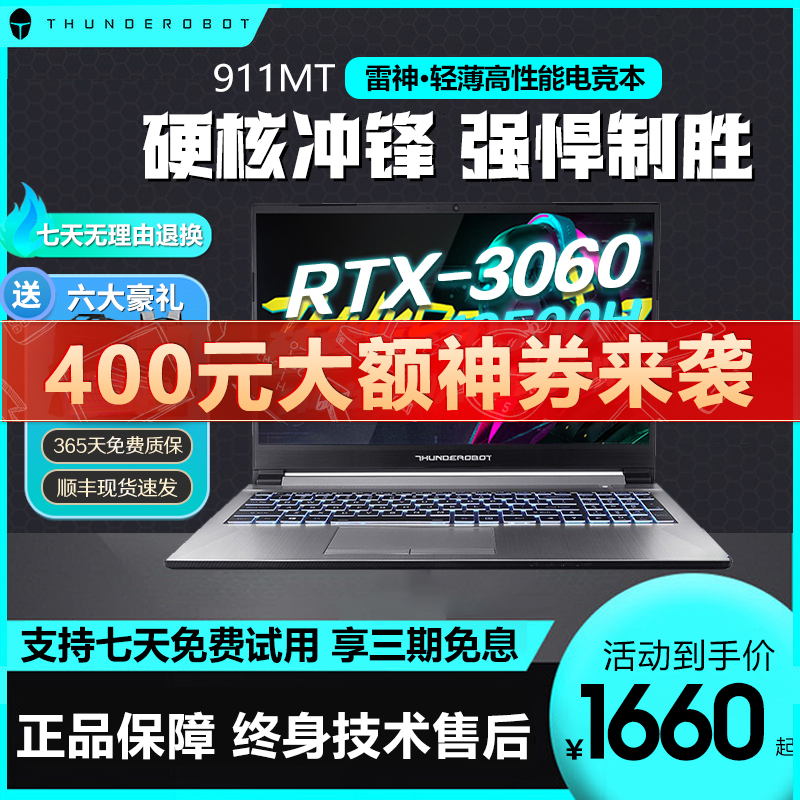 THUNDEROBOT
911MT 雷神·轻薄高性能电竞本
硬核冲锋 强悍制胜
七天无理由退换
送 六大豪礼
RTX-3060
400元大额神券来袭
365天免费质保
顺丰现货速发
THUNDEROBOT
支持七天免费试用 享三期免息
正品保障 终身技术售后
活动到手价
¥1660起